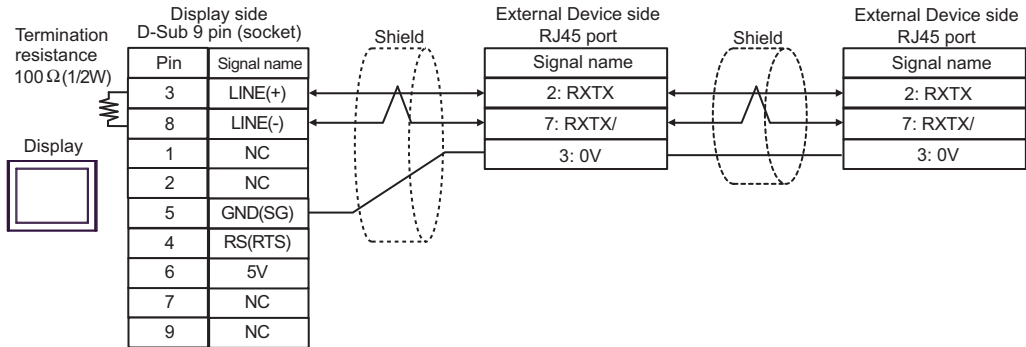 Termination
resistance
100Ω(1/2W)
Display
Display side
D-Sub 9 pin (socket)
Pin Signal name
3 LINE(+)
8 LINE(-)
1 NC
2 NC
5 GND(SG)
4 RS(RTS)
6 5V
7 NC
9 NC
Shield
External Device side
RJ45 port
Signal name
2: RXTX
7: RXTX/
3: 0V
Shield
External Device side
RJ45 port
Signal name
2: RXTX
7: RXTX/
3: 0V